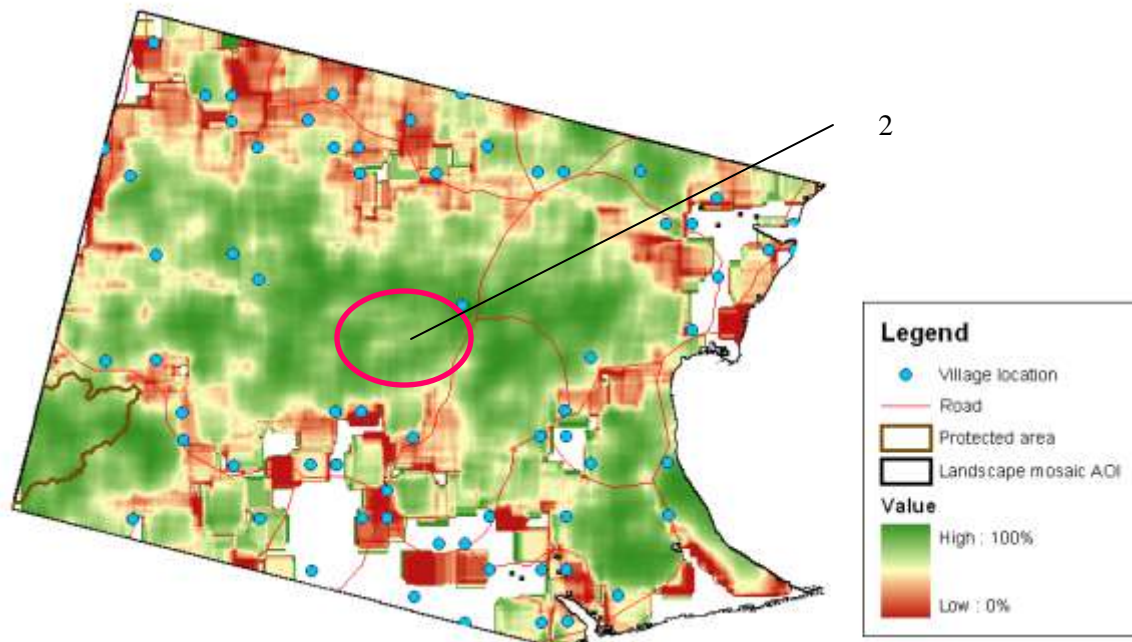 2
Legend
Village location
Road
Protected area
Landscape mosaic AOI
Value
High : 100%
Low : 0%